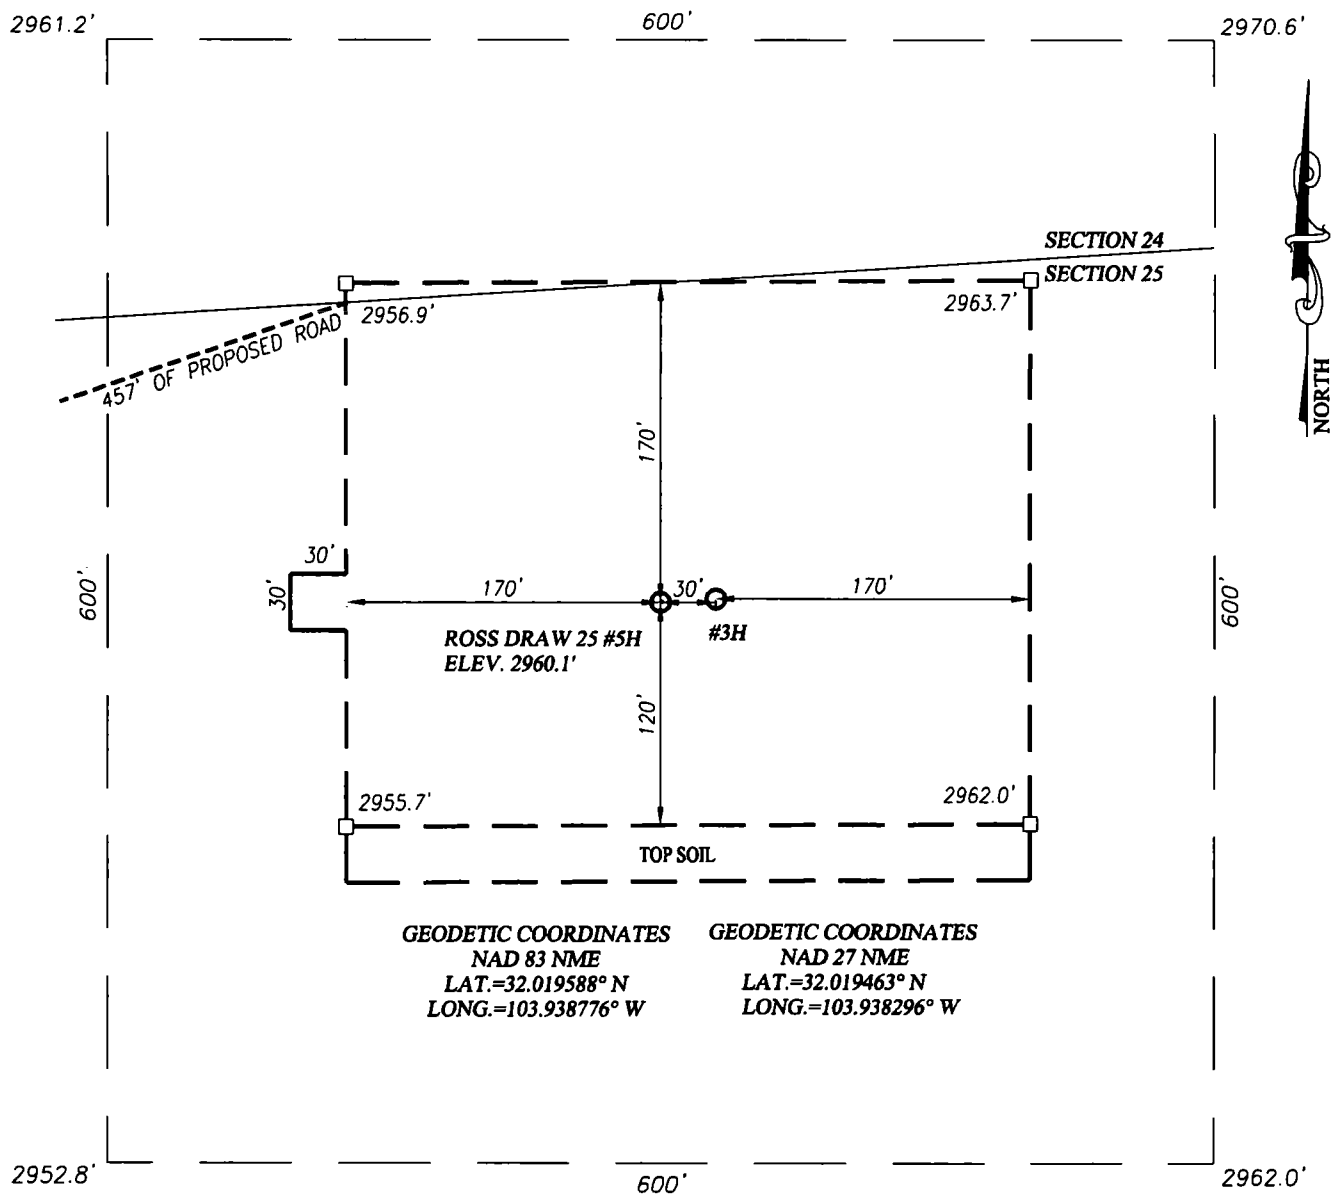 2961.2'
600'
2970.6'
SECTION 24
SECTION 25
2956.9'
2963.7'
457' OF PROPOSED ROAD
NORTH
170'
30'
30'
170'
30'
170'
600'
600'
ROSS DRAW 25 #5H
ELEV. 2960.1'
#3H
120'
2955.7'
2962.0'
TOP SOIL
GEODETIC COORDINATES
NAD 83 NME
LAT.=32.019588° N
LONG.=103.938776° W
GEODETIC COORDINATES
NAD 27 NME
LAT.=32.019463° N
LONG.=103.938296° W
2952.8'
600'
2962.0'